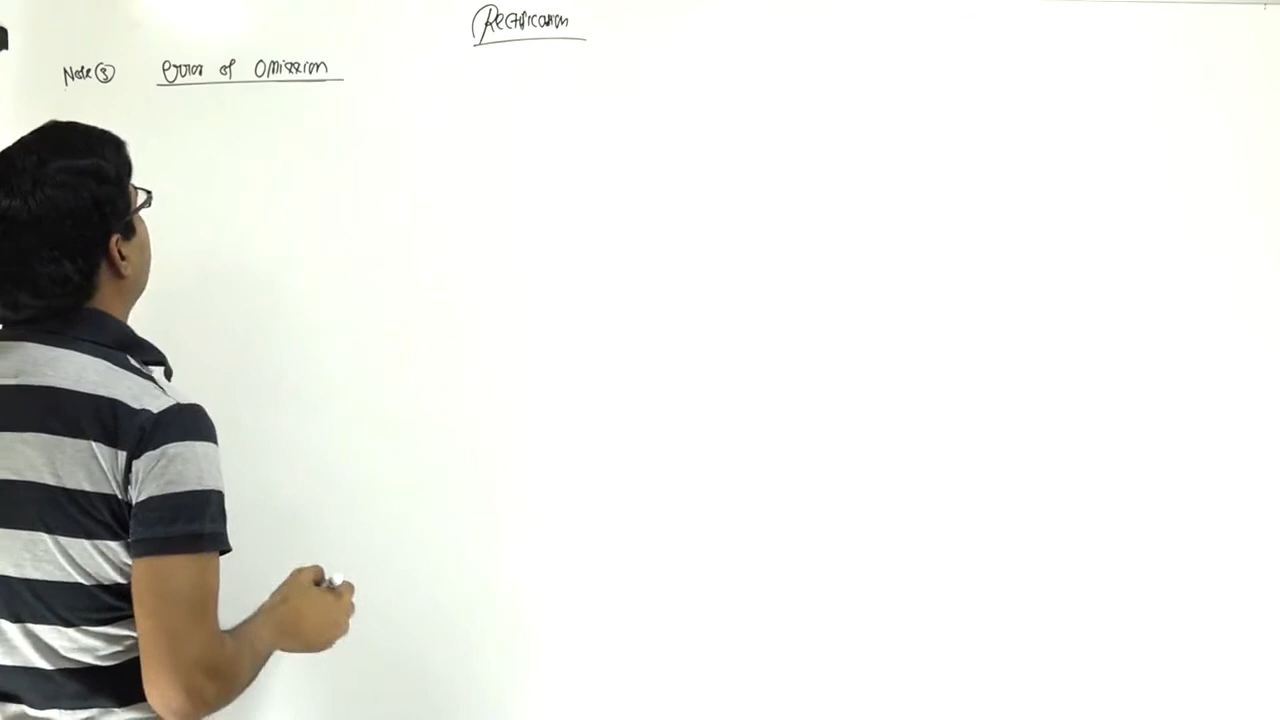 Rectification
Note ③ Error of Omission